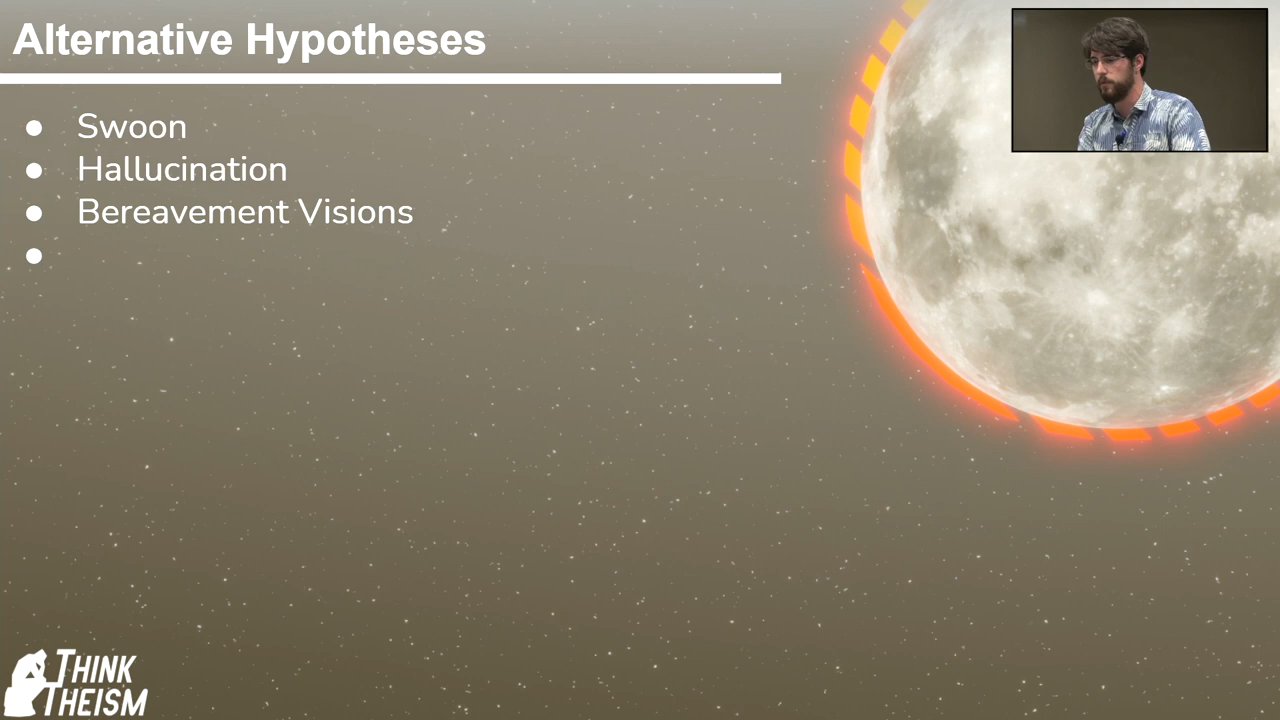 Alternative Hypotheses
● Swoon
● Hallucination
● Bereavement Visions
●
THINK
THEISM